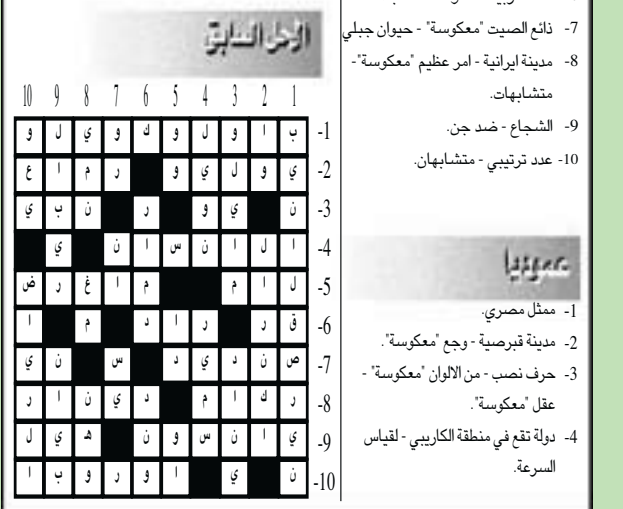 7- ذائع الصيت "معكوسة" - حيوان جبلي
8- مدينة ايرانية - امر عظيم "معكوسة" -
متشابهات.
9- الشجاع - ضد جن.
10- عدد ترتيبي - متشابهان.
عموديا
1- ممثل مصري.
2- مدينة قبرصية - وجع "معكوسة".
3- حرف نصب - من الالوان "معكوسة" -
عقل "معكوسة".
4- دولة تقع في منطقة الكاريبي - لقياس
السرعة.
الحل السابق
1 2 3 4 5 6 7 8 9 10
1- ب ا و ل و ك و ي ل و
2- ي و ل ي و ر م ا ع
3- ن ي و ر ن ب ي
4- ا ل ا ن س ا ن ي
5- ل ا م م ا غ ر ض
6- ق ر ر ا د م ا
7- ص ن د ي د س ن ي
8- ر ك ا م د ي ن ا ر
9- ي ا ن س و ن ه ي ل
10- ن ي ا و ر و ب ا